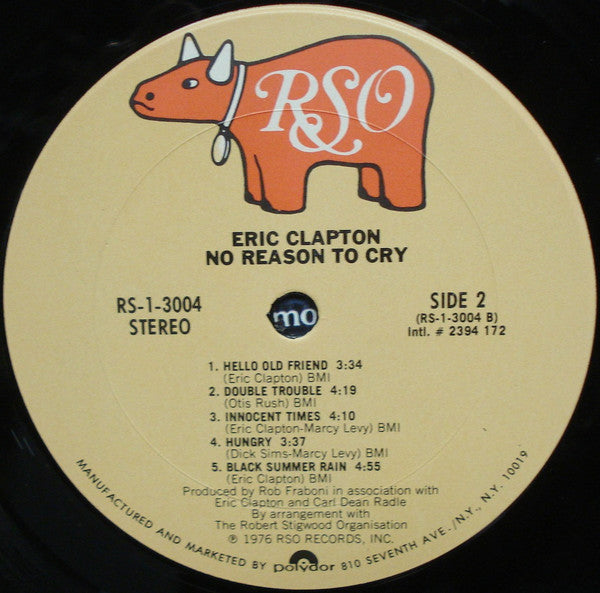 RSO
ERIC CLAPTON
NO REASON TO CRY
RS-1-3004
STEREO
mo
SIDE 2
(RS-1-3004 B)
Intl. # 2394 172
1. HELLO OLD FRIEND 3:34
(Eric Clapton) BMI
2. DOUBLE TROUBLE 4:19
(Otis Rush) BMI
3. INNOCENT TIMES 4:10
(Eric Clapton-Marcy Levy) BMI
4. HUNGRY 3:37
(Dick Sims-Marcy Levy) BMI
5. BLACK SUMMER RAIN 4:55
(Eric Clapton) BMI
Produced by Rob Fraboni in association with
Eric Clapton and Carl Dean Radle
By arrangement with
The Robert Stigwood Organisation
℗ 1976 RSO RECORDS, INC.
MANUFACTURED AND MARKETED BY polydor 810 SEVENTH AVE./N.Y., N.Y. 10019